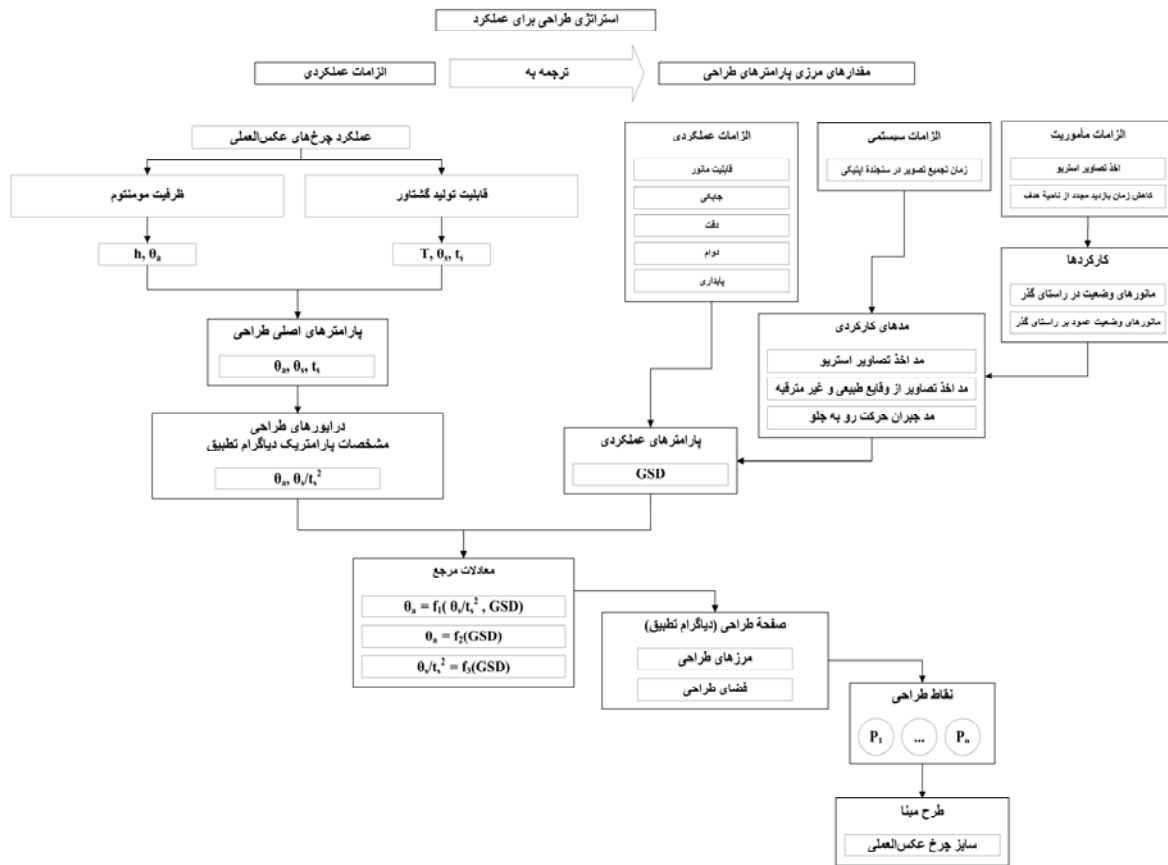 استراتژی طراحی برای عملکرد
الزامات عملکردی
ترجمه به
مقدارهای مرزی پارامترهای طراحی
عملکرد چرخ‌های عکس‌العملی
ظرفیت مومنتوم
قابلیت تولید گشتاور
h, θa
T, θs, ts
پارامترهای اصلی طراحی
θa, θs, ts
درایورهای طراحی
مشخصات پارامتریک دیاگرام تطبیق
θa, θs/ts²
الزامات عملکردی
قابلیت مانور
چابکی
دقت
دوام
پایداری
الزامات سیستمی
زمان تجمیع تصویر در سنجندۀ اپتیکی
الزامات مأموریت
اخذ تصاویر استریو
کاهش زمان بازدید مجدد از ناحیۀ هدف
کارکردها
مانورهای وضعیت در راستای گذر
مانورهای وضعیت عمود بر راستای گذر
مدهای کارکردی
مد اخذ تصاویر استریو
مد اخذ تصاویر از وقایع طبیعی و غیر مترقبه
مد جبران حرکت رو به جلو
پارامترهای عملکردی
GSD
معادلات مرجع
θa = f1( θs/ts² , GSD)
θa = f2(GSD)
θs/ts² = f3(GSD)
صفحۀ طراحی (دیاگرام تطبیق)
مرزهای طراحی
فضای طراحی
نقاط طراحی
P1 ... Pn
طرح مبنا
سایز چرخ عکس‌العملی